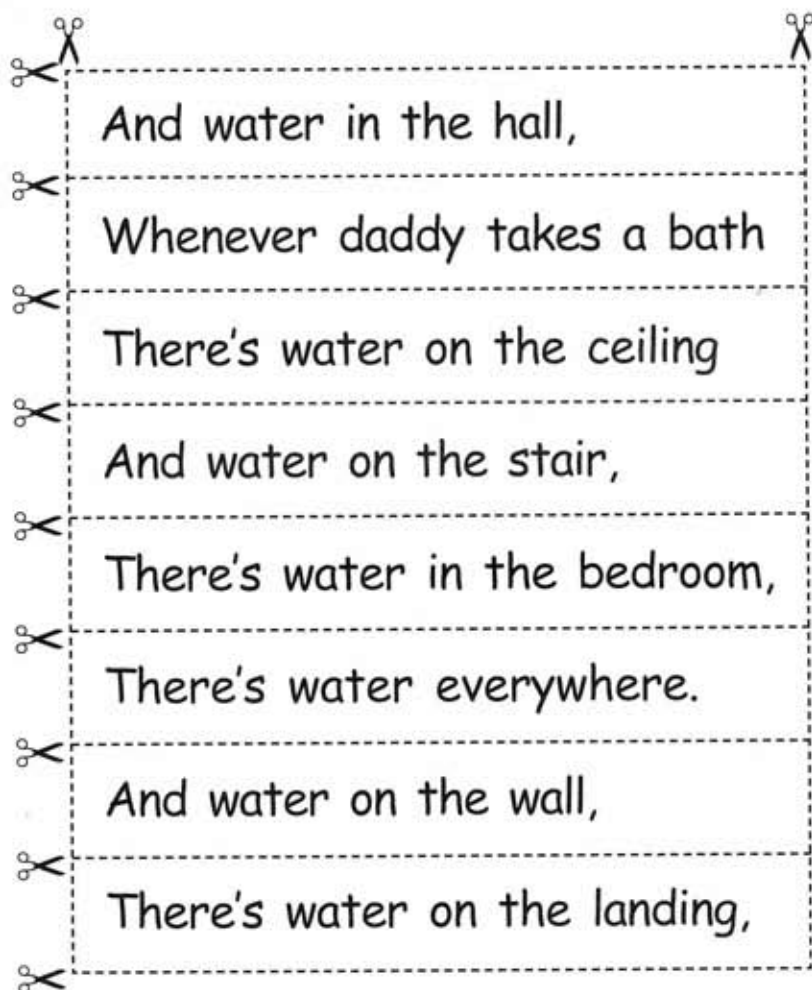 And water in the hall,
Whenever daddy takes a bath
There's water on the ceiling
And water on the stair,
There's water in the bedroom,
There's water everywhere.
And water on the wall,
There's water on the landing,